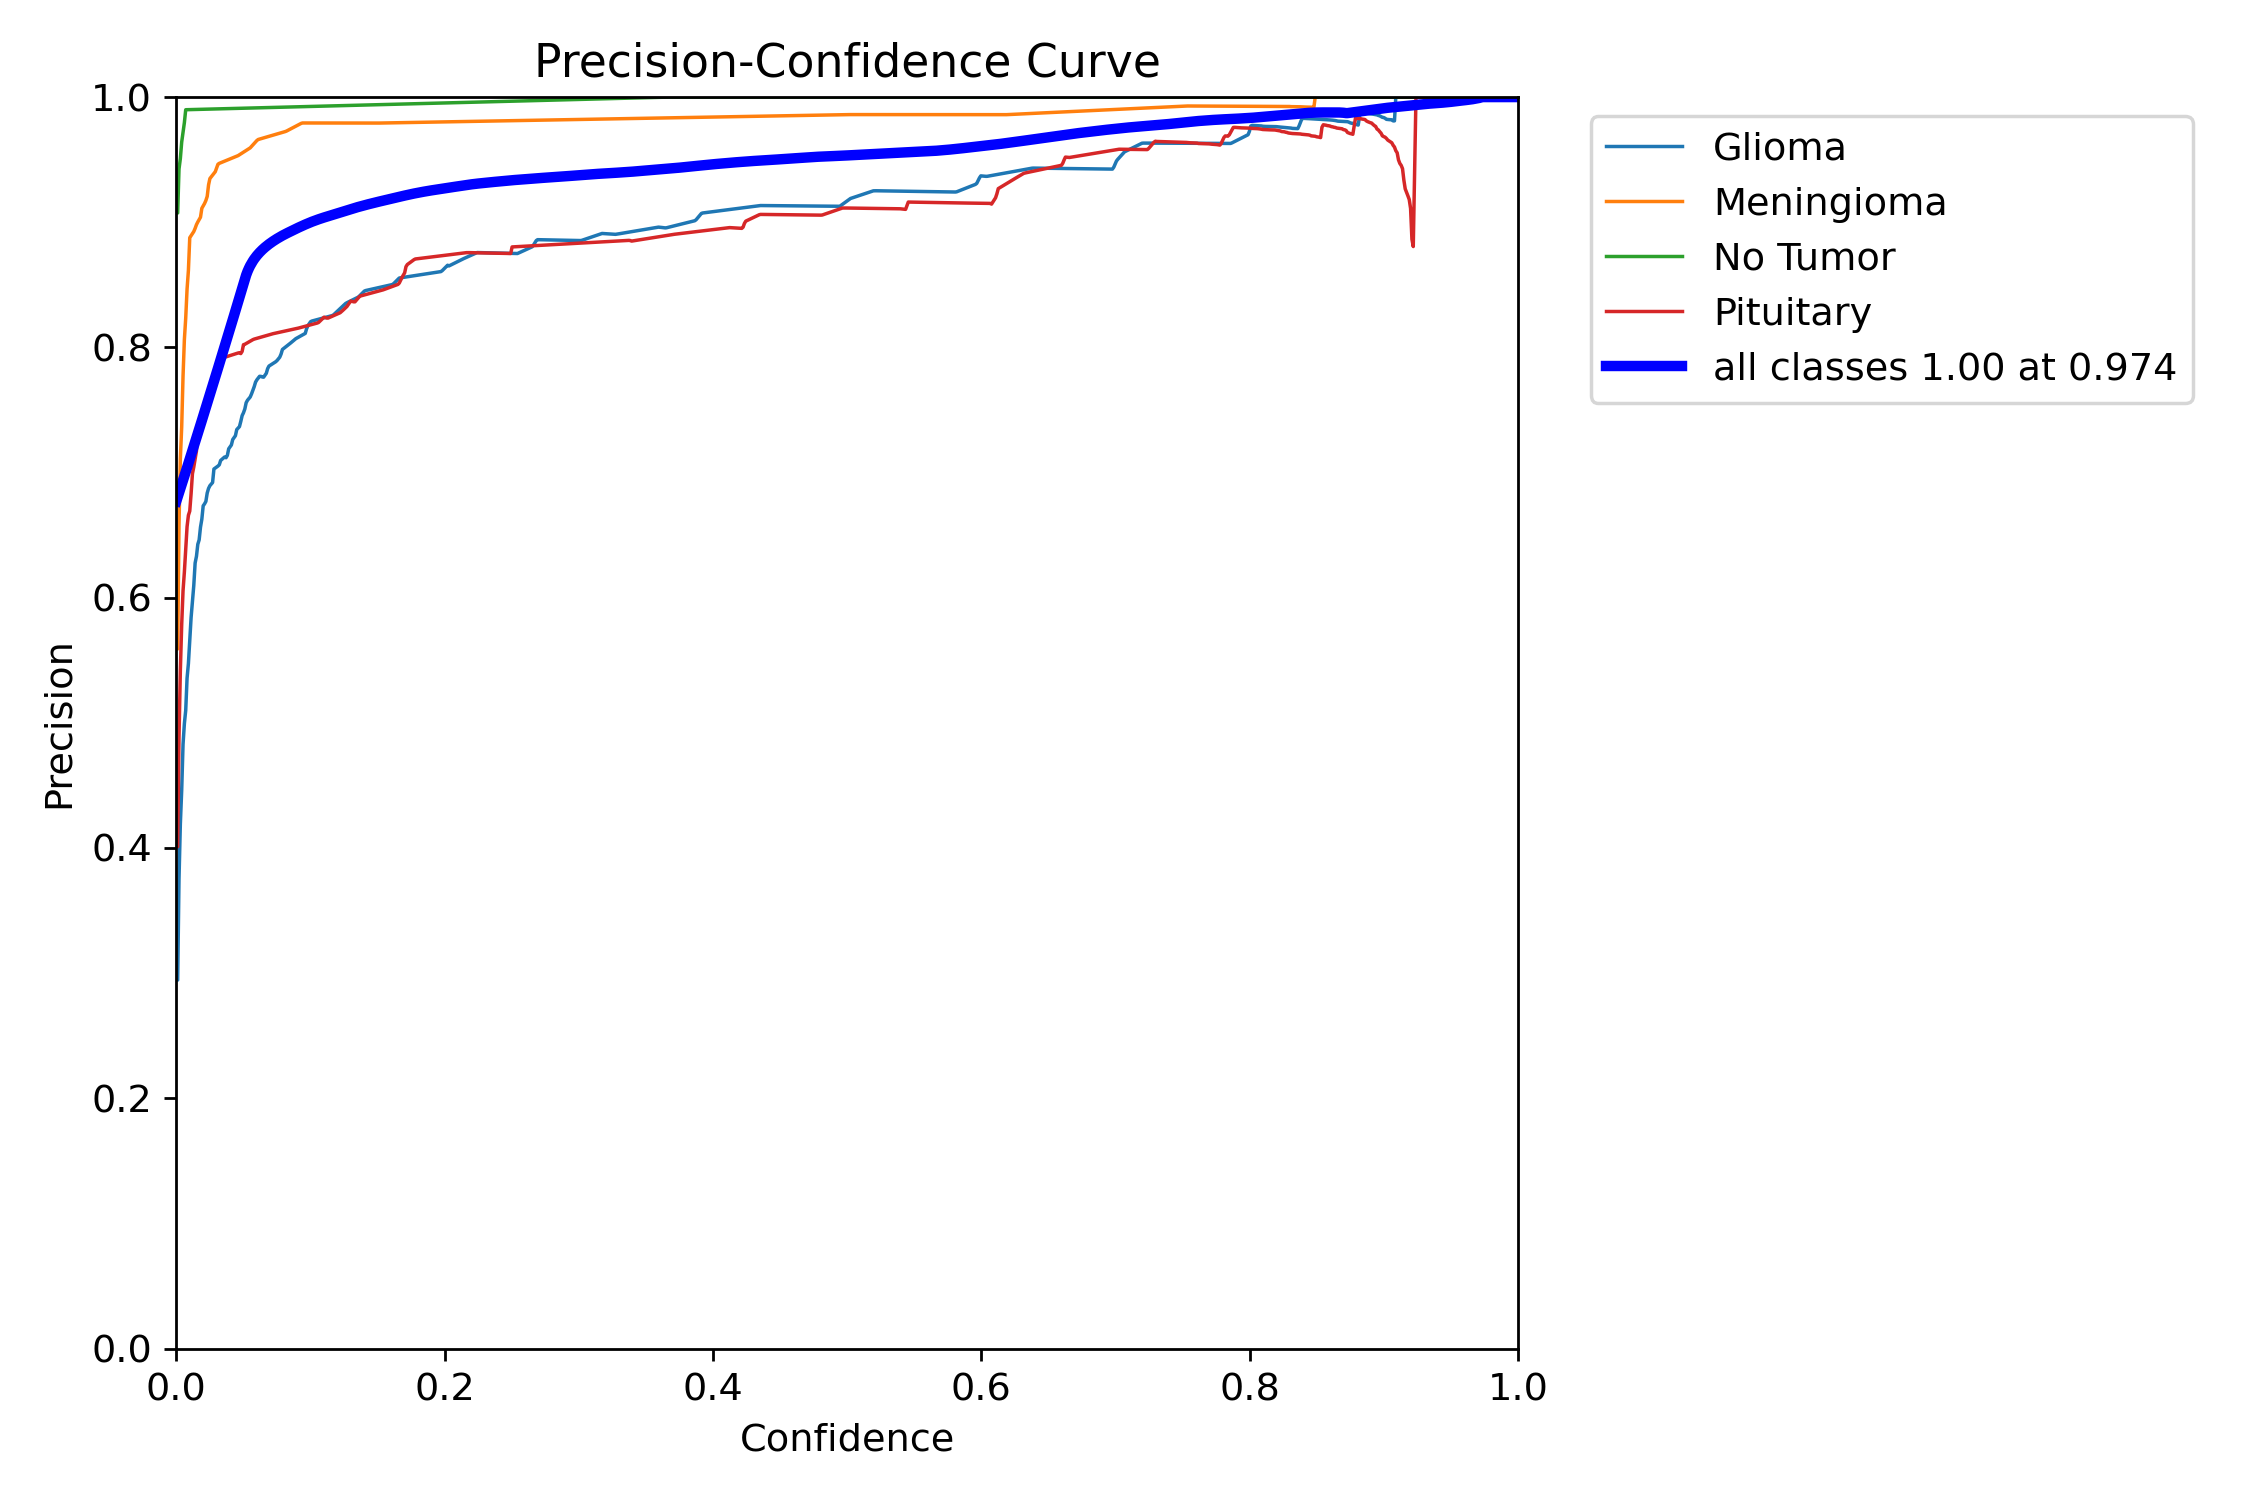 Precision-Confidence Curve
1.0
0.8
0.6
0.4
0.2
0.0
Precision
0.0 0.2 0.4 0.6 0.8 1.0
Confidence
Glioma
Meningioma
No Tumor
Pituitary
all classes 1.00 at 0.974